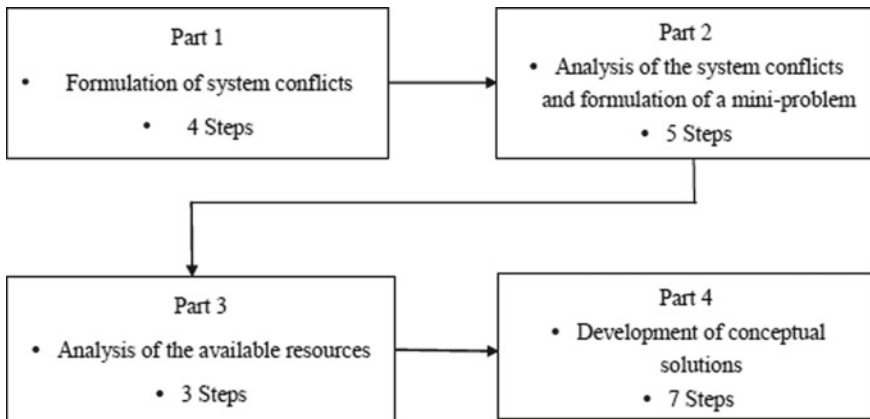 Part 1
• Formulation of system conflicts
• 4 Steps
Part 2
• Analysis of the system conflicts
and formulation of a mini-problem
• 5 Steps
Part 3
• Analysis of the available resources
• 3 Steps
Part 4
• Development of conceptual
solutions
• 7 Steps